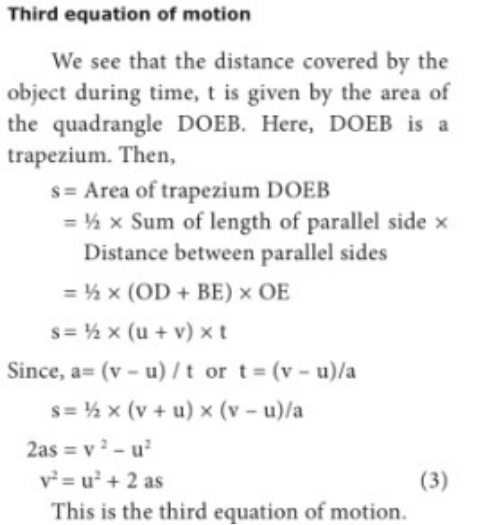 Third equation of motion
We see that the distance covered by the
object during time, t is given by the area of
the quadrangle DOEB. Here, DOEB is a
trapezium. Then,
s= Area of trapezium DOEB
= ½ × Sum of length of parallel side ×
Distance between parallel sides
= ½ × (OD + BE) × OE
s= ½ × (u + v) × t
Since, a= (v – u) / t or t = (v – u)/a
s= ½ × (v + u) × (v – u)/a
2as = v ² – u²
v² = u² + 2 as (3)
This is the third equation of motion.